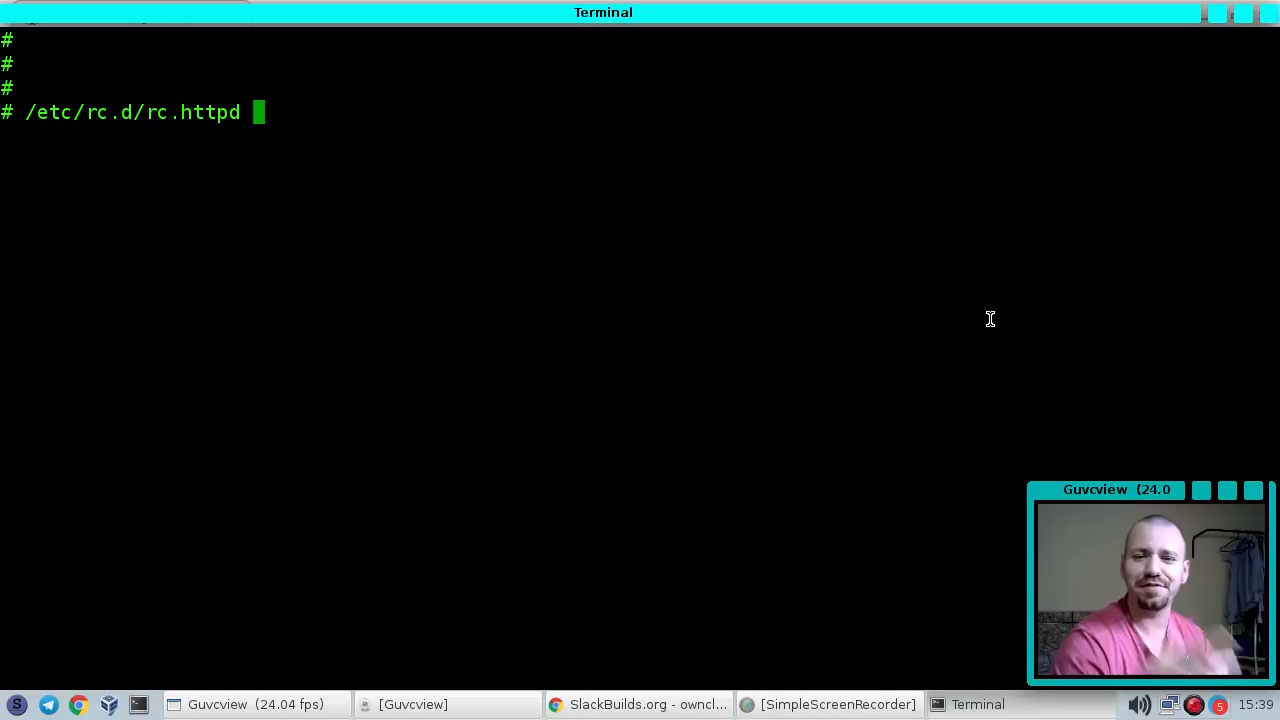 Terminal
#
#
#
# /etc/rc.d/rc.httpd
Guvcview (24.0
Guvcview (24.04 fps)
[Guvcview]
SlackBuilds.org - owncl...
[SimpleScreenRecorder]
Terminal
5
15:39